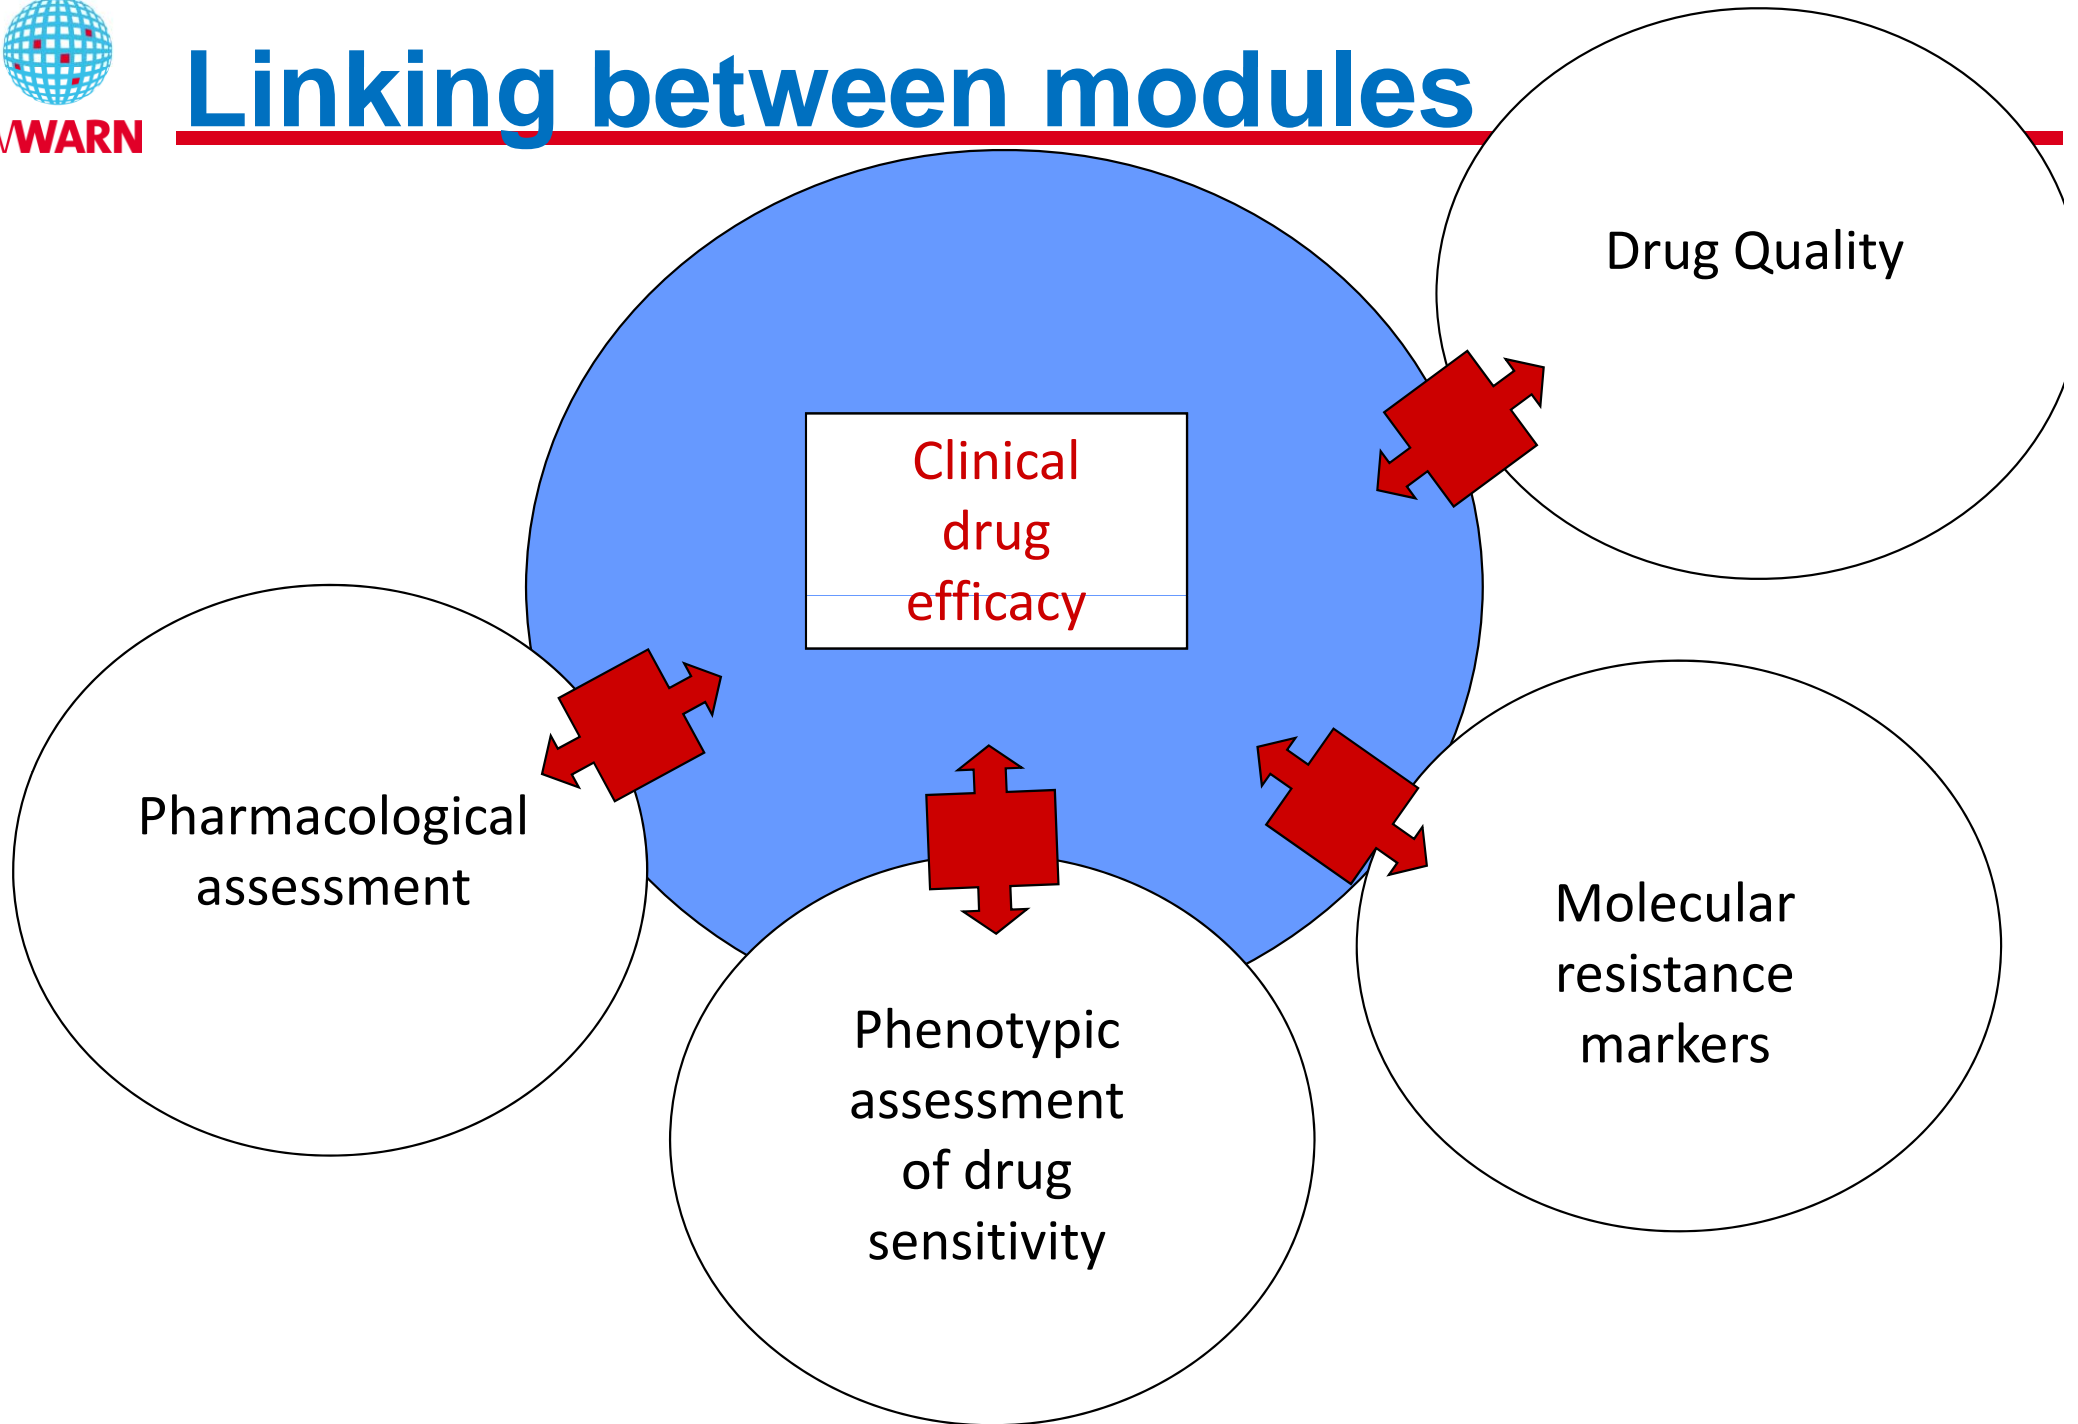 Linking between modules
WARN
Drug Quality
Clinical
drug
efficacy
Pharmacological
assessment
Molecular
resistance
markers
Phenotypic
assessment
of drug
sensitivity